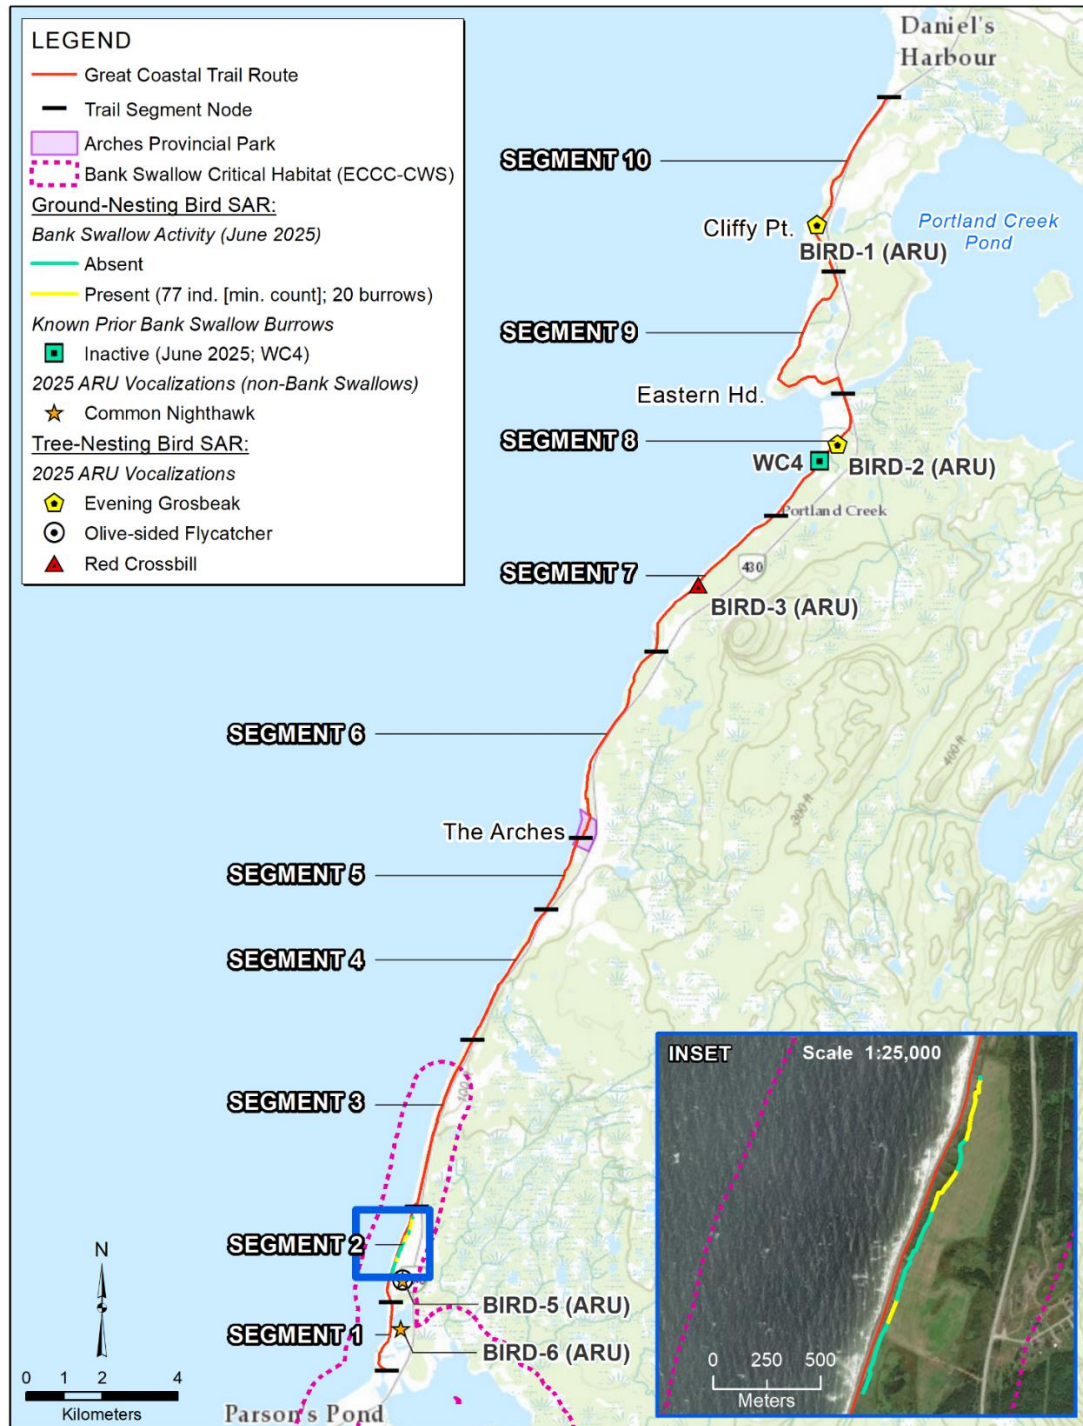 LEGEND
Great Coastal Trail Route
Trail Segment Node
Arches Provincial Park
Bank Swallow Critical Habitat (ECCC-CWS)
Ground-Nesting Bird SAR:
Bank Swallow Activity (June 2025)
Absent
Present (77 ind. [min. count]; 20 burrows)
Known Prior Bank Swallow Burrows
Inactive (June 2025; WC4)
2025 ARU Vocalizations (non-Bank Swallows)
Common Nighthawk
Tree-Nesting Bird SAR:
2025 ARU Vocalizations
Evening Grosbeak
Olive-sided Flycatcher
Red Crossbill
Daniel's
Harbour
SEGMENT 10
Cliffy Pt.
BIRD-1 (ARU)
Portland Creek
Pond
SEGMENT 9
Eastern Hd.
SEGMENT 8
WC4
BIRD-2 (ARU)
Portland Creek
SEGMENT 7
430
BIRD-3 (ARU)
SEGMENT 6
400 ft
300 ft
The Arches
SEGMENT 5
SEGMENT 4
SEGMENT 3
100 ft
SEGMENT 2
BIRD-5 (ARU)
SEGMENT 1
BIRD-6 (ARU)
N
0 2 4
Kilometers
Parson's Pond
INSET
Scale 1:25,000
0 250 500
Meters